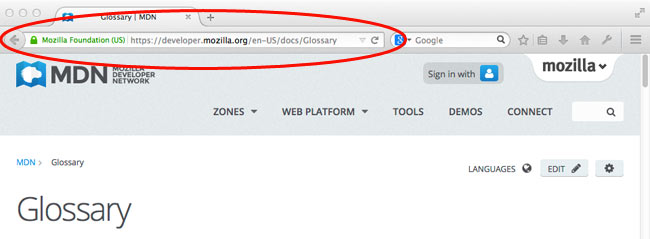 Glossary | MDN
Mozilla Foundation (US) https://developer.mozilla.org/en-US/docs/Glossary Google
MDN MOZILLA DEVELOPER NETWORK Sign in with mozilla
ZONES WEB PLATFORM TOOLS DEMOS CONNECT
MDN > Glossary LANGUAGES EDIT
Glossary